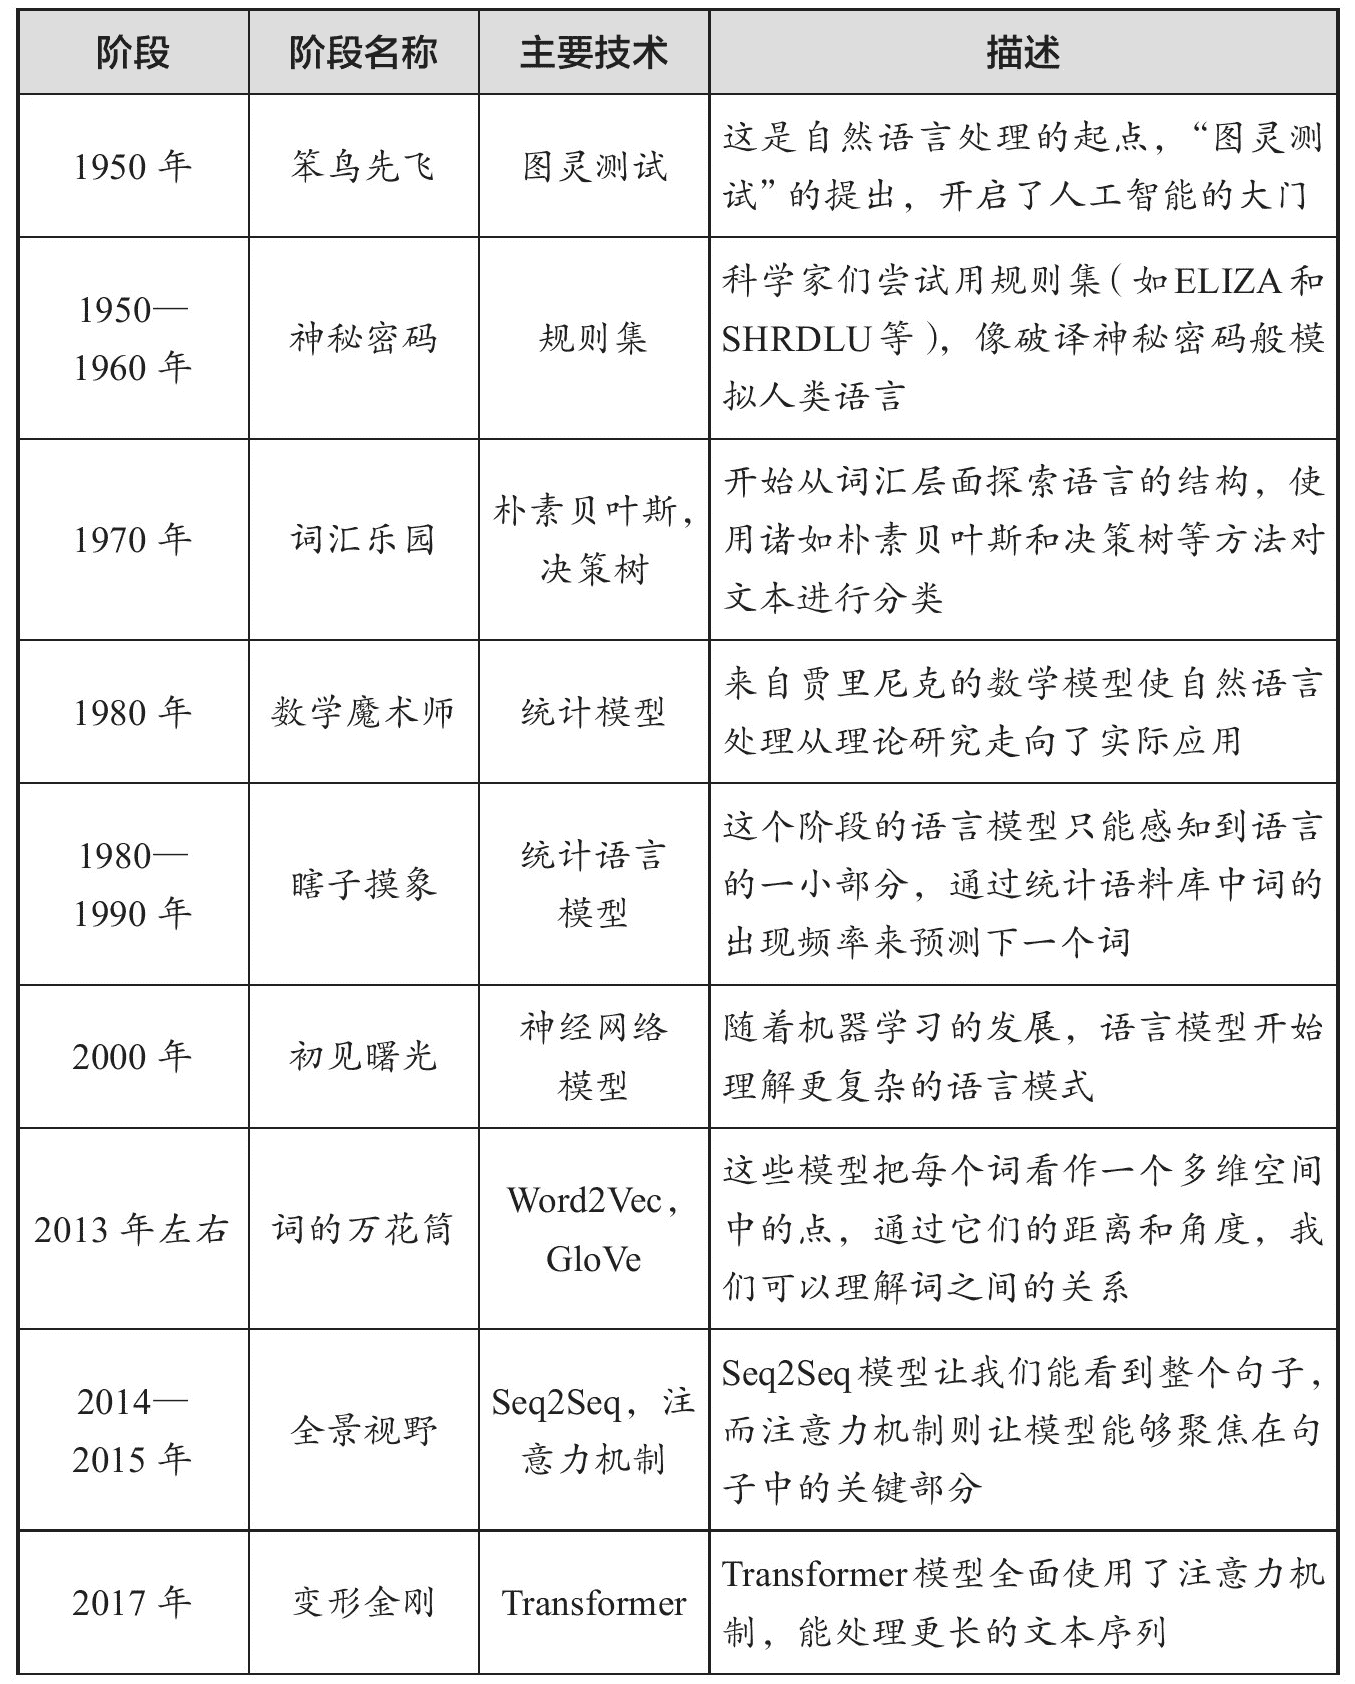 阶段 阶段名称 主要技术 描述
1950 年 笨鸟先飞 图灵测试
这是自然语言处理的起点，“图灵测
试”的提出，开启了人工智能的大门
1950—
1960 年
神秘密码
规则集
科学家们尝试用规则集（如ELIZA和
SHRDLU等），像破译神秘密码般模
拟人类语言
1970 年
词汇乐园
朴素贝叶斯，
决策树
开始从词汇层面探索语言的结构，使
用诸如朴素贝叶斯和决策树等方法对
文本进行分类
1980 年
数学魔术师
统计模型
来自贾里尼克的数学模型使自然语言
处理从理论研究走向了实际应用
1980—
1990 年
瞎子摸象
统计语言
模型
这个阶段的语言模型只能感知到语言
的一小部分，通过统计语料库中词的
出现频率来预测下一个词
2000 年
初见曙光
神经网络
模型
随着机器学习的发展，语言模型开始
理解更复杂的语言模式
2013 年左右
词的万花筒
Word2Vec，
GloVe
这些模型把每个词看作一个多维空间
中的点，通过它们的距离和角度，我
们可以理解词之间的关系
2014—
2015 年
全景视野
Seq2Seq，注
意力机制
Seq2Seq模型让我们能看到整个句子，
而注意力机制则让模型能够聚焦在句
子中的关键部分
2017 年
变形金刚
Transformer
Transformer模型全面使用了注意力机
制，能处理更长的文本序列